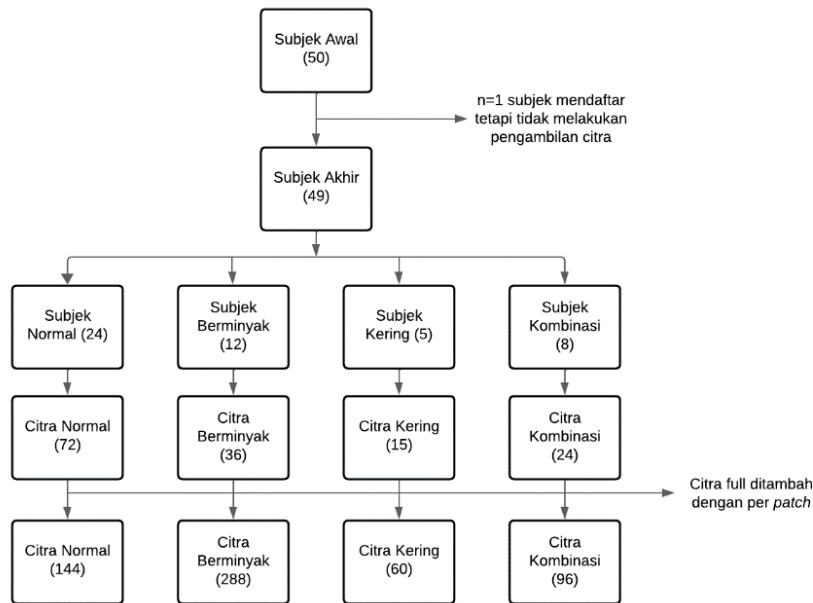 Subjek Awal
(50)
n=1 subjek mendaftar
tetapi tidak melakukan
pengambilan citra
Subjek Akhir
(49)
Subjek
Normal (24)
Subjek
Berminyak
(12)
Subjek
Kering (5)
Subjek
Kombinasi
(8)
Citra Normal
(72)
Citra
Berminyak
(36)
Citra Kering
(15)
Citra
Kombinasi
(24)
Citra full ditambah
dengan per patch
Citra Normal
(144)
Citra
Berminyak
(288)
Citra Kering
(60)
Citra
Kombinasi
(96)